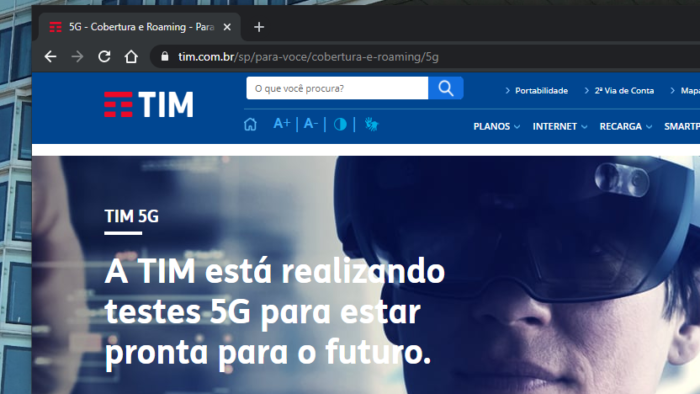 5G - Cobertura e Roaming - Para
tim.com.br/sp/para-voce/cobertura-e-roaming/5g
TIM
O que você procura?
Portabilidade
2ª Via de Conta
Mapa
A+ | A- |
PLANOS
INTERNET
RECARGA
SMARTP
TIM 5G
A TIM está realizando
testes 5G para estar
pronta para o futuro.